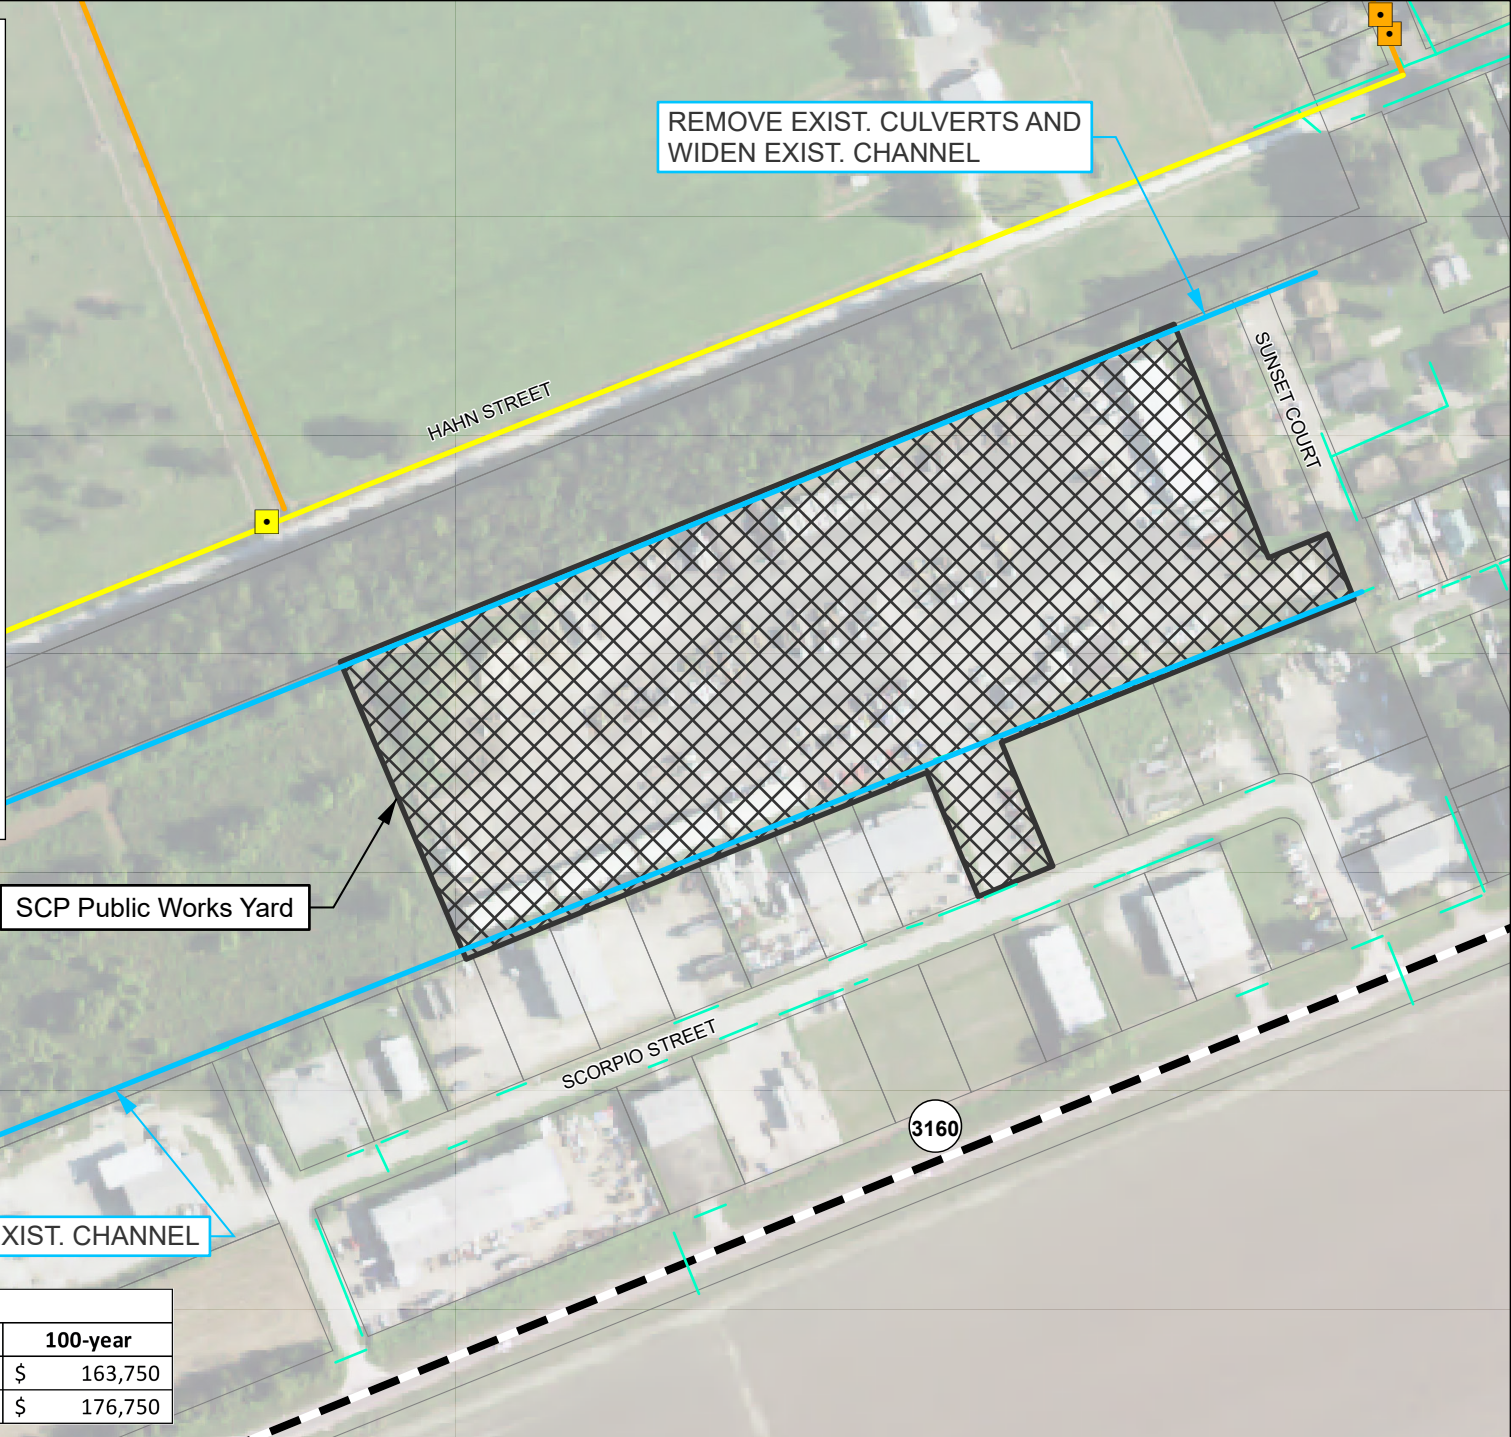 REMOVE EXIST. CULVERTS AND
WIDEN EXIST. CHANNEL
HAHN STREET
SUNSET COURT
SCP Public Works Yard
SCORPIO STREET
3160
XIST. CHANNEL
100-year
$ 163,750
$ 176,750